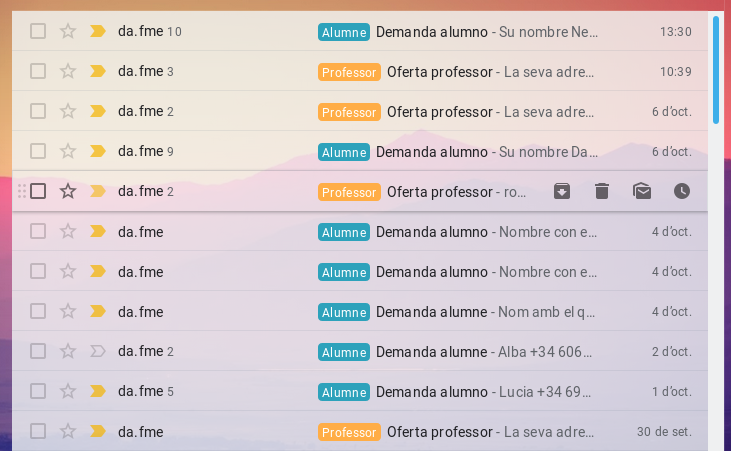 da.fme 10 Alumne Demanda alumno - Su nombre Ne… 13:30
da.fme 3 Professor Oferta professor - La seva adre… 10:39
da.fme 2 Professor Oferta professor - La seva adre… 6 d’oct.
da.fme 9 Alumne Demanda alumno - Su nombre Da… 6 d’oct.
da.fme 2 Professor Oferta professor - ro…
da.fme Alumne Demanda alumno - Nombre con e… 4 d’oct.
da.fme Alumne Demanda alumno - Nombre con e… 4 d’oct.
da.fme Alumne Demanda alumne - Nom amb el q… 4 d’oct.
da.fme 2 Alumne Demanda alumne - Alba +34 606… 2 d’oct.
da.fme 5 Alumne Demanda alumno - Lucia +34 69… 1 d’oct.
da.fme Professor Oferta professor - La seva adre… 30 de set.